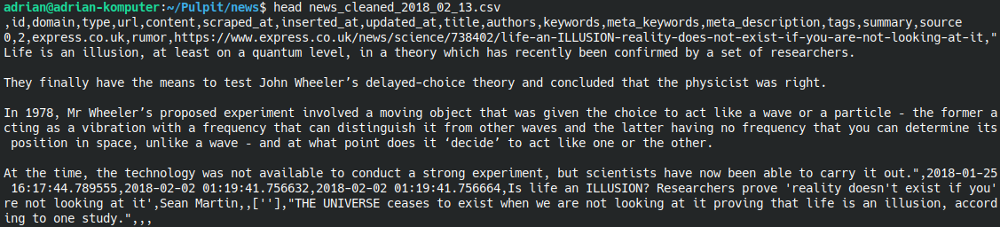 adrian@adrian-komputer:~/Pulpit/news$ head news_cleaned_2018_02_13.csv
,id,domain,type,url,content,scraped_at,inserted_at,updated_at,title,authors,keywords,meta_keywords,meta_description,tags,summary,source
0,2,express.co.uk,rumor,https://www.express.co.uk/news/science/738402/life-an-ILLUSION-reality-does-not-exist-if-you-are-not-looking-at-it,"
Life is an illusion, at least on a quantum level, in a theory which has recently been confirmed by a set of researchers.
They finally have the means to test John Wheeler’s delayed-choice theory and concluded that the physicist was right.
In 1978, Mr Wheeler’s proposed experiment involved a moving object that was given the choice to act like a wave or a particle - the former a
cting as a vibration with a frequency that can distinguish it from other waves and the latter having no frequency that you can determine its
 position in space, unlike a wave - and at what point does it ‘decide’ to act like one or the other.
At the time, the technology was not available to conduct a strong experiment, but scientists have now been able to carry it out.",2018-01-25
 16:17:44.789555,2018-02-02 01:19:41.756632,2018-02-02 01:19:41.756664,Is life an ILLUSION? Researchers prove 'reality doesn't exist if you'
re not looking at it',Sean Martin,,[''],"THE UNIVERSE ceases to exist when we are not looking at it proving that life is an illusion, accord
ing to one study.",,,